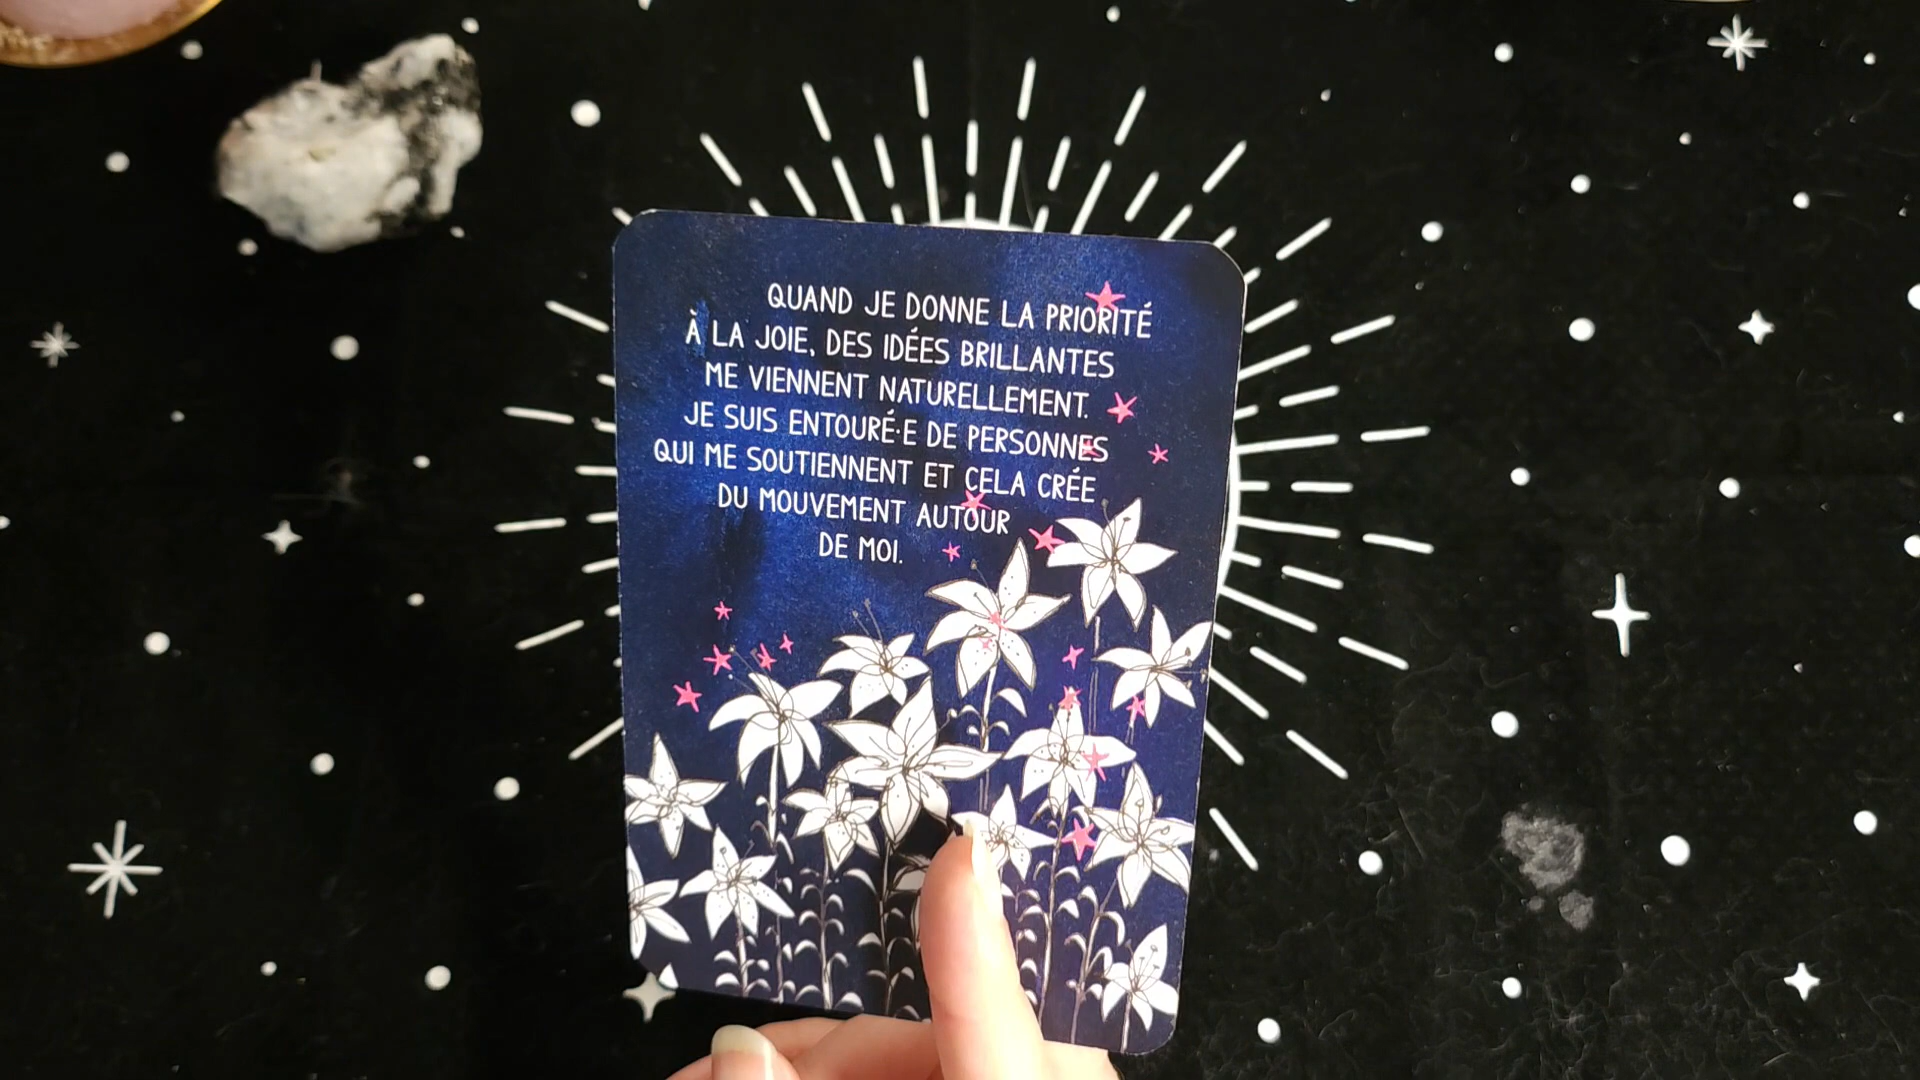 QUAND JE DONNE LA PRIORITÉ
À LA JOIE, DES IDÉES BRILLANTES
ME VIENNENT NATURELLEMENT.
JE SUIS ENTOURÉ·E DE PERSONNES
QUI ME SOUTIENNENT ET CELA CRÉE
DU MOUVEMENT AUTOUR
DE MOI.